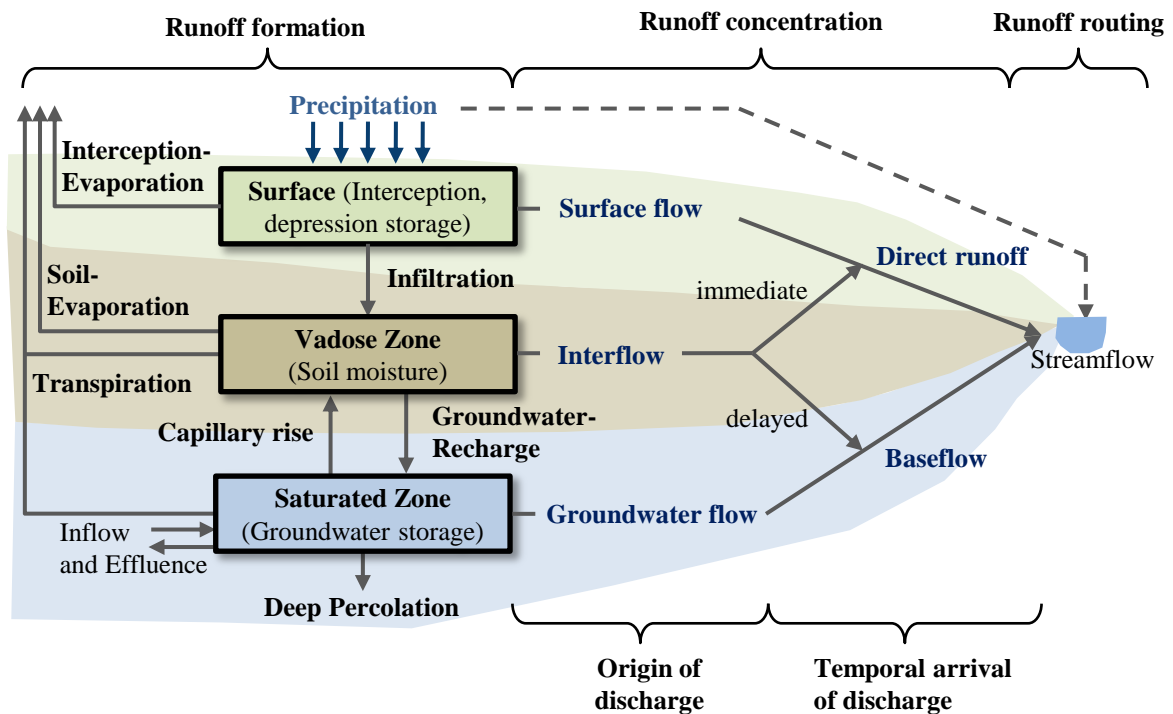 Runoff formation
Runoff concentration
Runoff routing
Precipitation
Interception-
Evaporation
Surface (Interception,
depression storage)
Surface flow
Direct runoff
Soil-
Evaporation
Infiltration
immediate
Vadose Zone
(Soil moisture)
Interflow
Streamflow
Transpiration
Capillary rise
Groundwater-
Recharge
delayed
Baseflow
Saturated Zone
(Groundwater storage)
Groundwater flow
Inflow
and Effluence
Deep Percolation
Origin of
discharge
Temporal arrival
of discharge